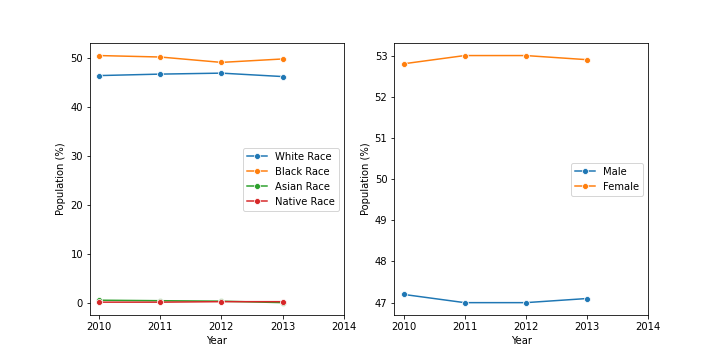 Population (%)
50
40
30
20
10
0
White Race
Black Race
Asian Race
Native Race
2010 2011 2012 2013 2014
Year
Population (%)
53
52
51
50
49
48
47
Male
Female
2010 2011 2012 2013 2014
Year